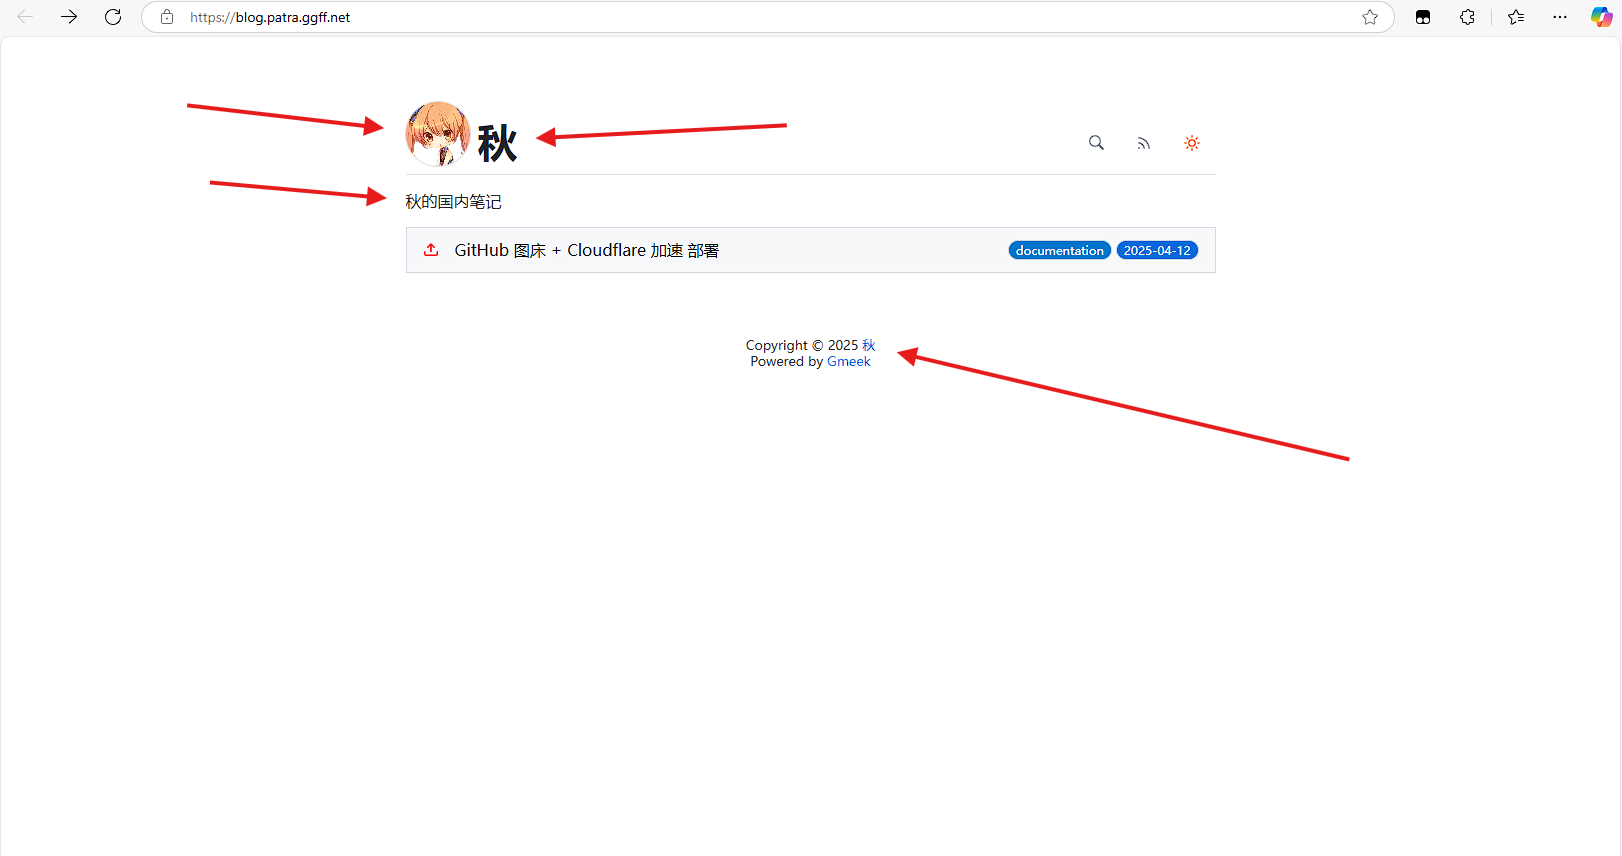 https://blog.patra.ggff.net
秋
秋的国内笔记
GitHub 图床 + Cloudflare 加速 部署 documentation 2025-04-12
Copyright © 2025 秋
Powered by Gmeek